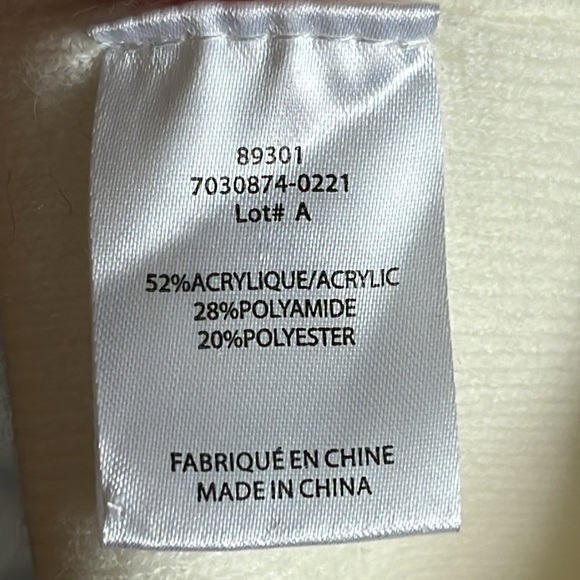 89301
7030874-0221
Lot# A
52%ACRYLIQUE/ACRYLIC
28%POLYAMIDE
20%POLYESTER
FABRIQUÉ EN CHINE
MADE IN CHINA